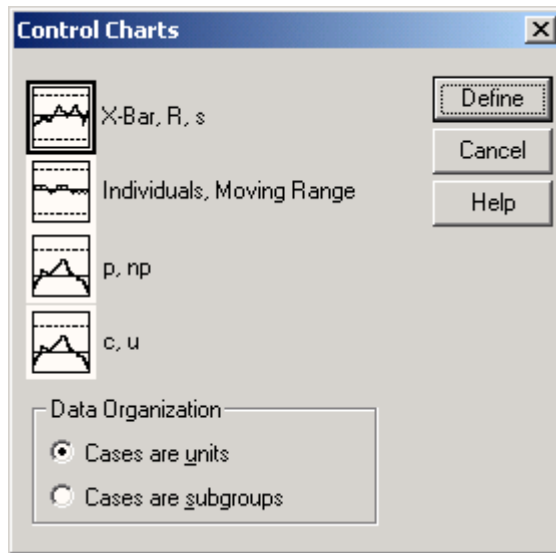 Control Charts
X-Bar, R, s
Individuals, Moving Range
p, np
c, u
Define
Cancel
Help
Data Organization
Cases are units
Cases are subgroups